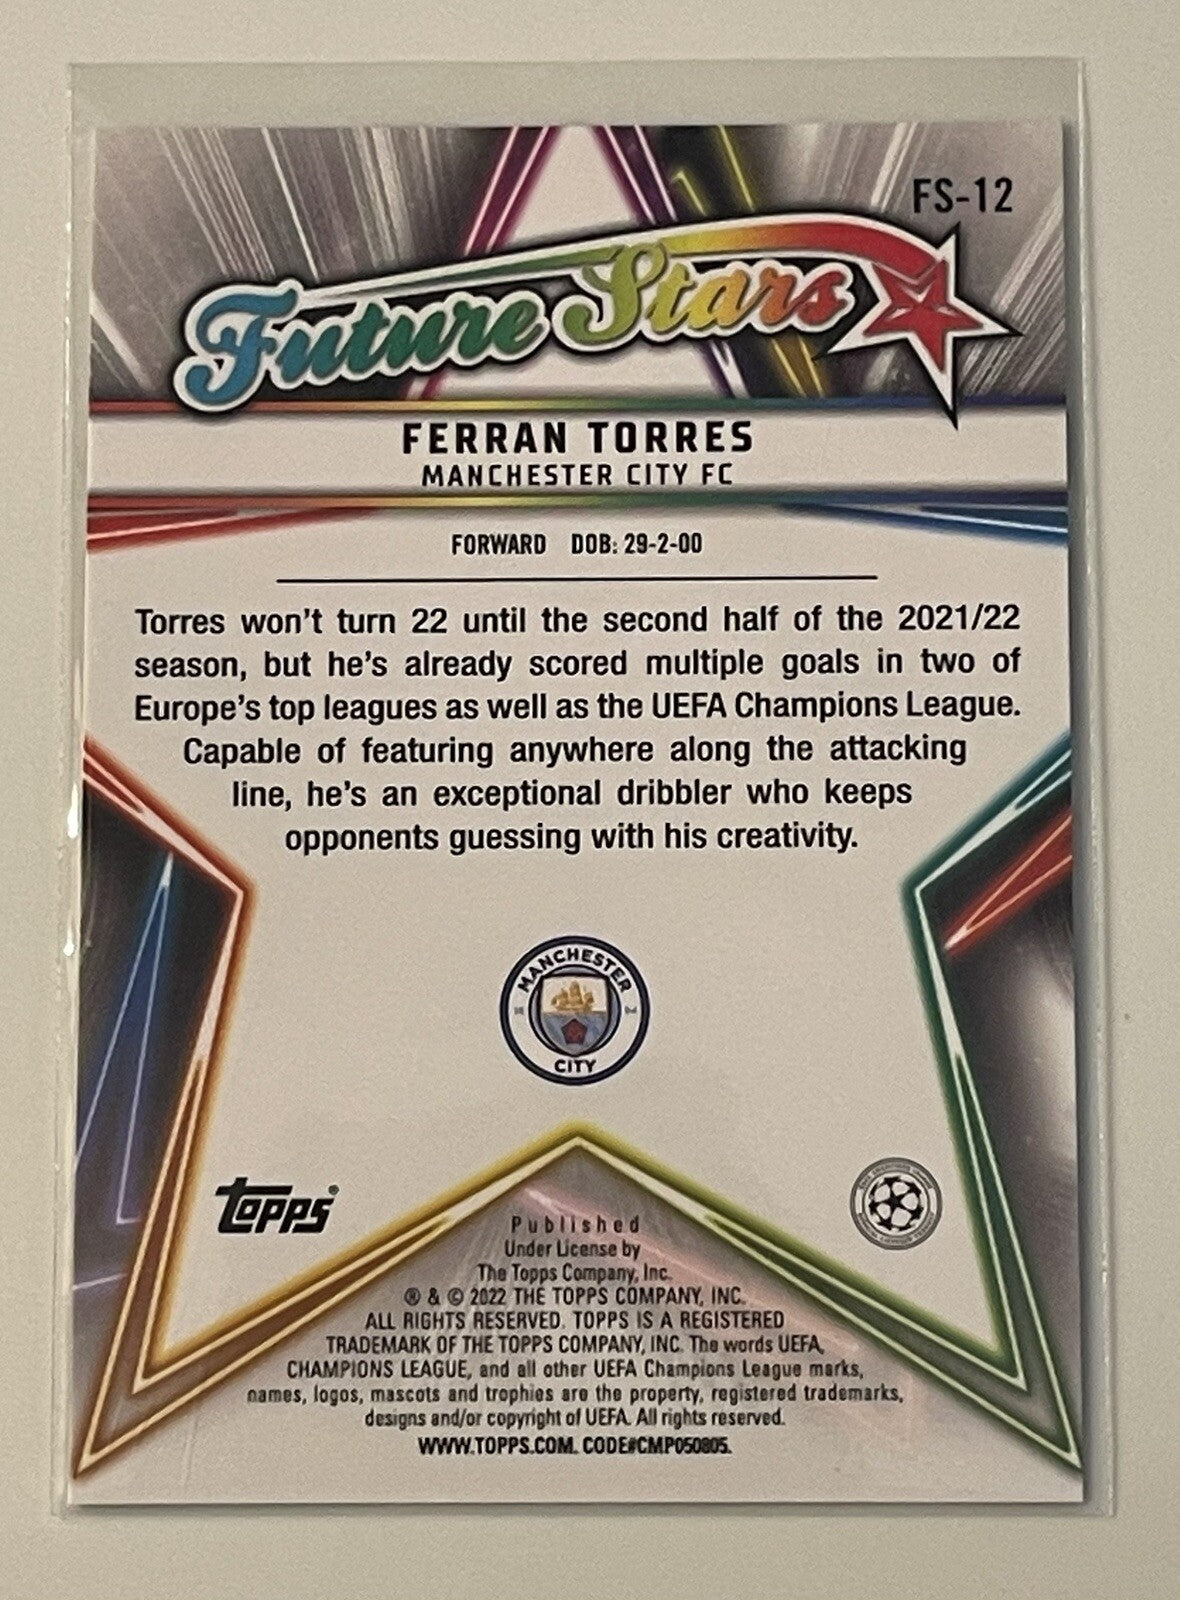 FS-12
Future Stars
FERRAN TORRES
MANCHESTER CITY FC
FORWARD DOB: 29-2-00
Torres won't turn 22 until the second half of the 2021/22
season, but he's already scored multiple goals in two of
Europe's top leagues as well as the UEFA Champions League.
Capable of featuring anywhere along the attacking
line, he's an exceptional dribbler who keeps
opponents guessing with his creativity.
MANCHESTER
CITY
Topps®
Published
Under License by
The Topps Company, Inc.
® & © 2022 THE TOPPS COMPANY, INC.
ALL RIGHTS RESERVED. TOPPS IS A REGISTERED
TRADEMARK OF THE TOPPS COMPANY, INC. The words UEFA,
CHAMPIONS LEAGUE, and all other UEFA Champions League marks,
names, logos, mascots and trophies are the property, registered trademarks,
designs and/or copyright of UEFA. All rights reserved.
WWW.TOPPS.COM. CODE#CMP050805.